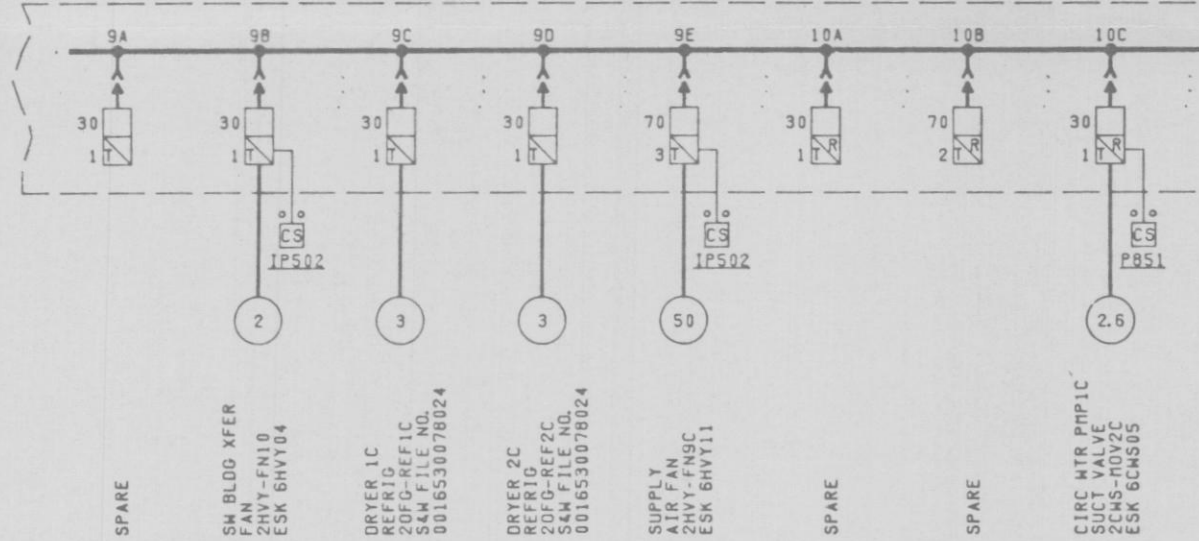 9A
9B
9C
9D
9E
10A
10B
10C
30
30
30
30
70
30
70
30
1 T
1 T
1 T
1 T
3 T
1 T R
2 T R
1 T R
CS
CS
CS
IP502
IP502
P851
2
3
3
50
2.6
SPARE
SW BLDG XFER
FAN
2HVY-FN10
ESK 6HVY04
DRYER 1C
REFRIG
2OFG-REF1C
S&W FILE NO.
0016530078024
DRYER 2C
REFRIG
2OFG-REF2C
S&W FILE NO.
0016530078024
SUPPLY
AIR FAN
2HVY-FN9C
ESK 6HVY11
SPARE
SPARE
CIRC WTR PMP1C
SUCT VALVE
2CWS-MOV2C
ESK 6CWS05